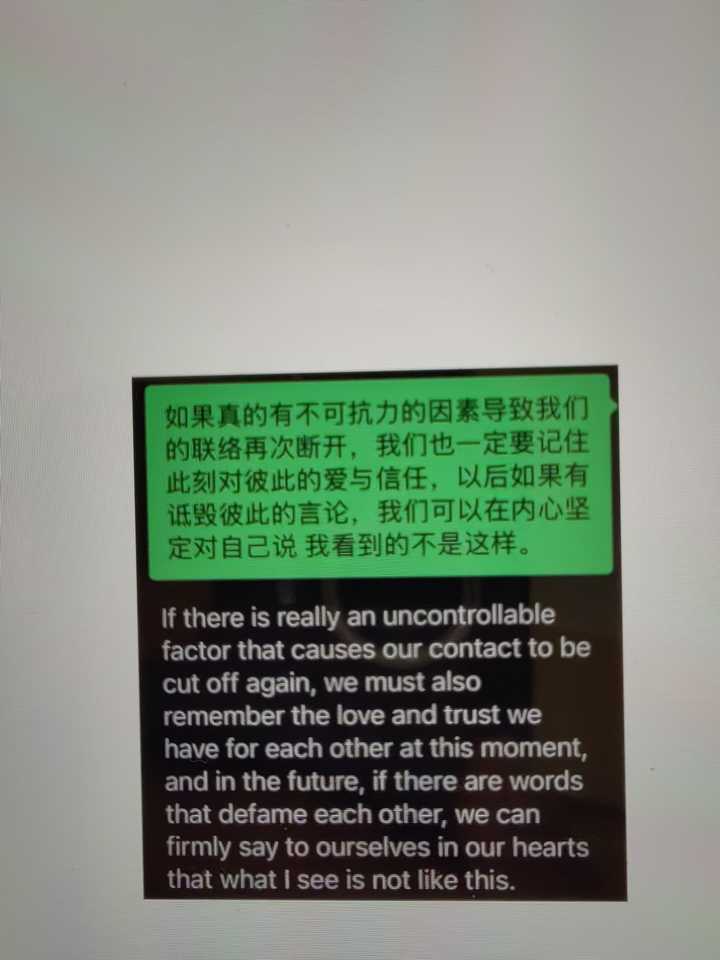 如果真的有不可抗力的因素导致我们
的联络再次断开，我们也一定要记住
此刻对彼此的爱与信任，以后如果有
诋毁彼此的言论，我们可以在内心坚
定对自己说 我看到的不是这样。
If there is really an uncontrollable
factor that causes our contact to be
cut off again, we must also
remember the love and trust we
have for each other at this moment,
and in the future, if there are words
that defame each other, we can
firmly say to ourselves in our hearts
that what I see is not like this.